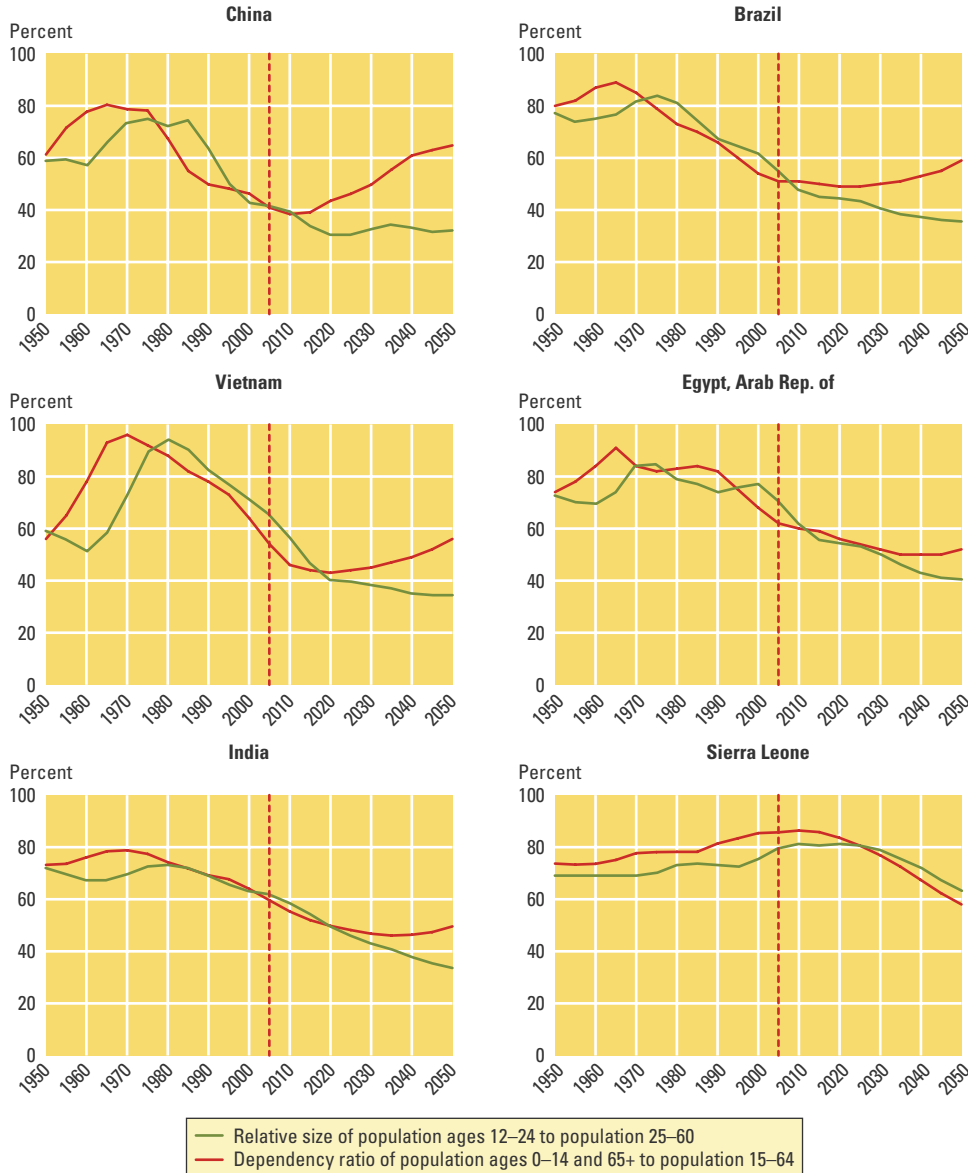 China
Percent
100
80
60
40
20
0
1950 1960 1970 1980 1990 2000 2010 2020 2030 2040 2050
Brazil
Percent
100
80
60
40
20
0
1950 1960 1970 1980 1990 2000 2010 2020 2030 2040 2050
Vietnam
Percent
100
80
60
40
20
0
1950 1960 1970 1980 1990 2000 2010 2020 2030 2040 2050
Egypt, Arab Rep. of
Percent
100
80
60
40
20
0
1950 1960 1970 1980 1990 2000 2010 2020 2030 2040 2050
India
Percent
100
80
60
40
20
0
1950 1960 1970 1980 1990 2000 2010 2020 2030 2040 2050
Sierra Leone
Percent
100
80
60
40
20
0
1950 1960 1970 1980 1990 2000 2010 2020 2030 2040 2050
Relative size of population ages 12–24 to population 25–60
Dependency ratio of population ages 0–14 and 65+ to population 15–64